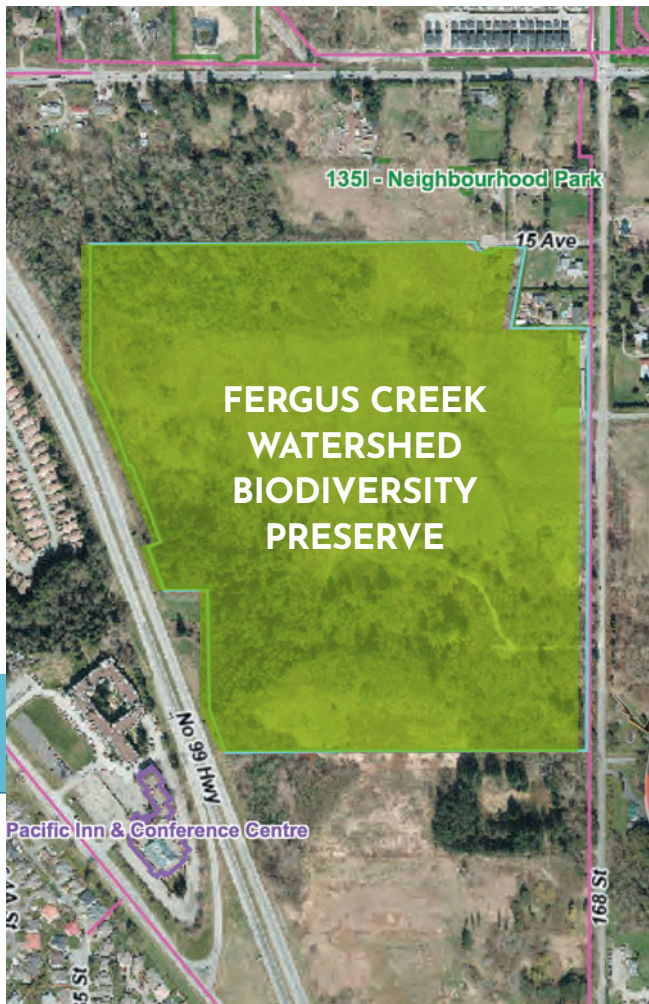 135I - Neighbourhood Park
15 Ave
FERGUS CREEK
WATERSHED
BIODIVERSITY
PRESERVE
No 99 Hwy
Pacific Inn & Conference Centre
168 St